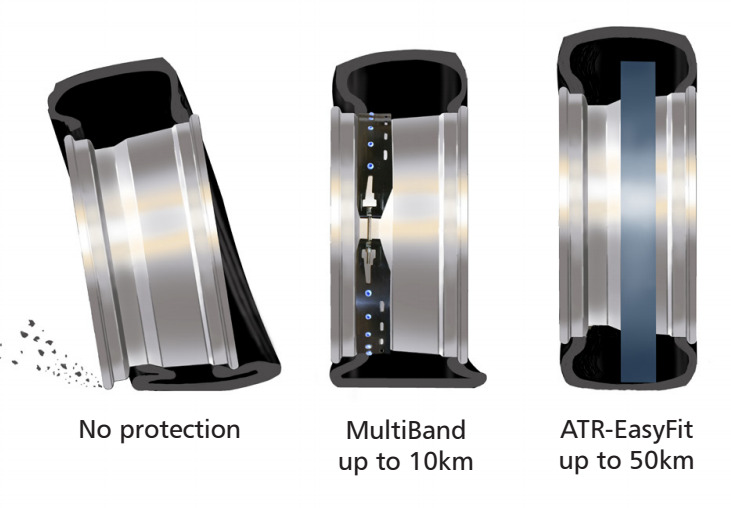 No protection
MultiBand
up to 10km
ATR-EasyFit
up to 50km